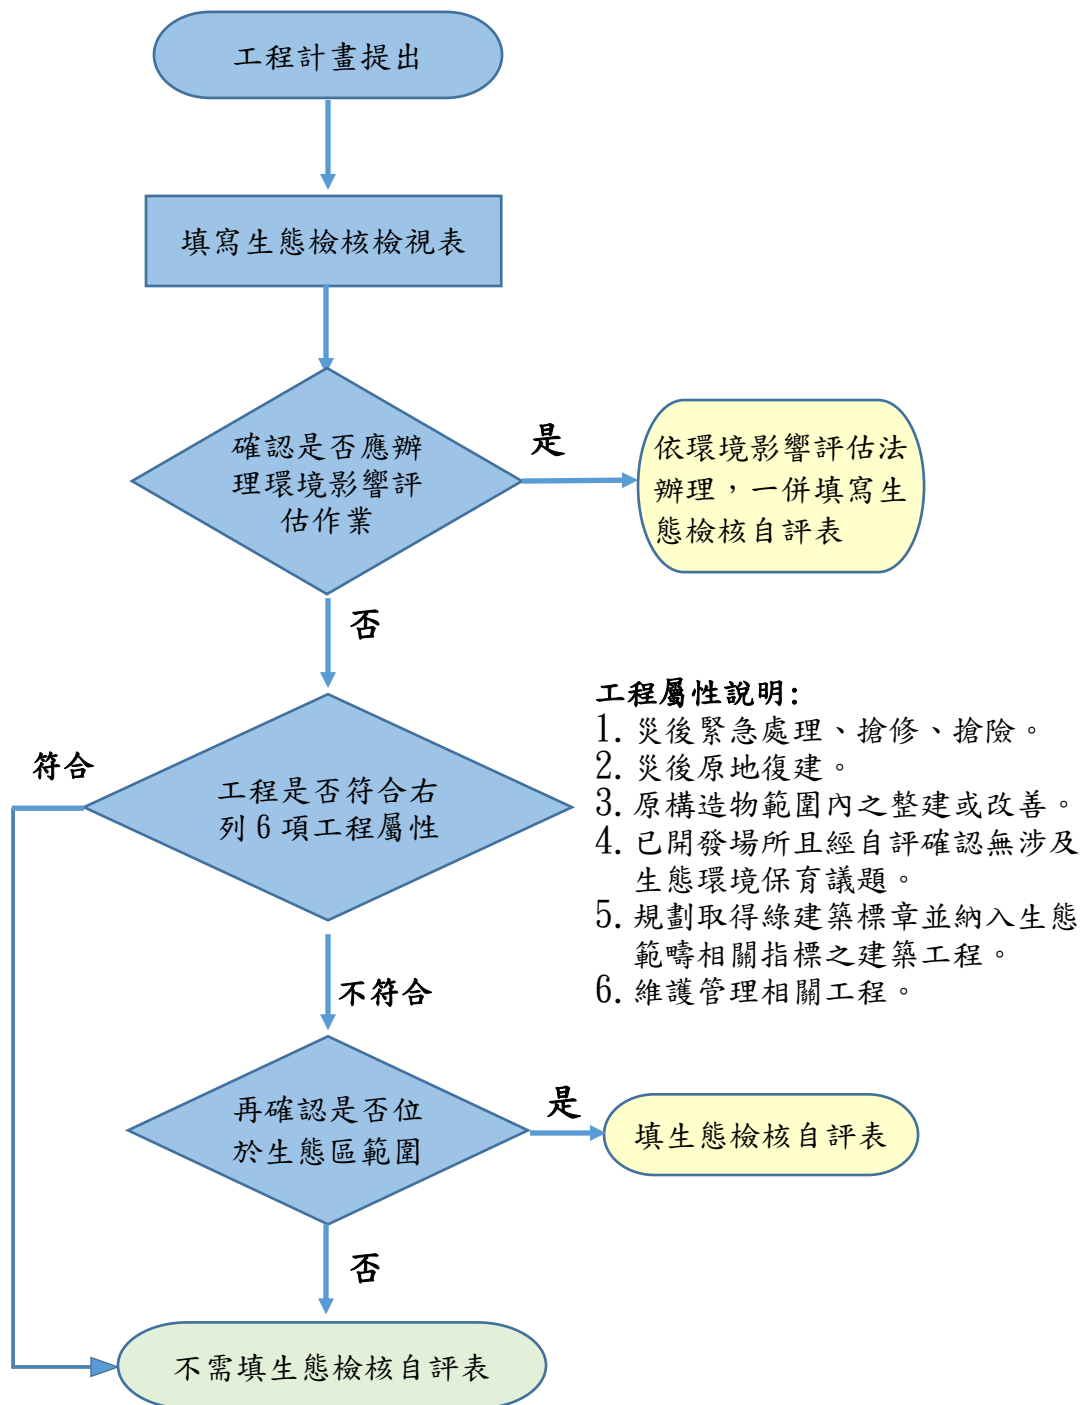 工程計畫提出
填寫生態檢核檢視表
確認是否應辦
理環境影響評
估作業
是
依環境影響評估法
辦理，一併填寫生
態檢核自評表
否
工程屬性說明:
1. 災後緊急處理、搶修、搶險。
2. 災後原地復建。
3. 原構造物範圍內之整建或改善。
4. 已開發場所且經自評確認無涉及
生態環境保育議題。
5. 規劃取得綠建築標章並納入生態
範疇相關指標之建築工程。
6. 維護管理相關工程。
符合
工程是否符合右
列 6 項工程屬性
不符合
再確認是否位
於生態區範圍
是
填生態檢核自評表
否
不需填生態檢核自評表